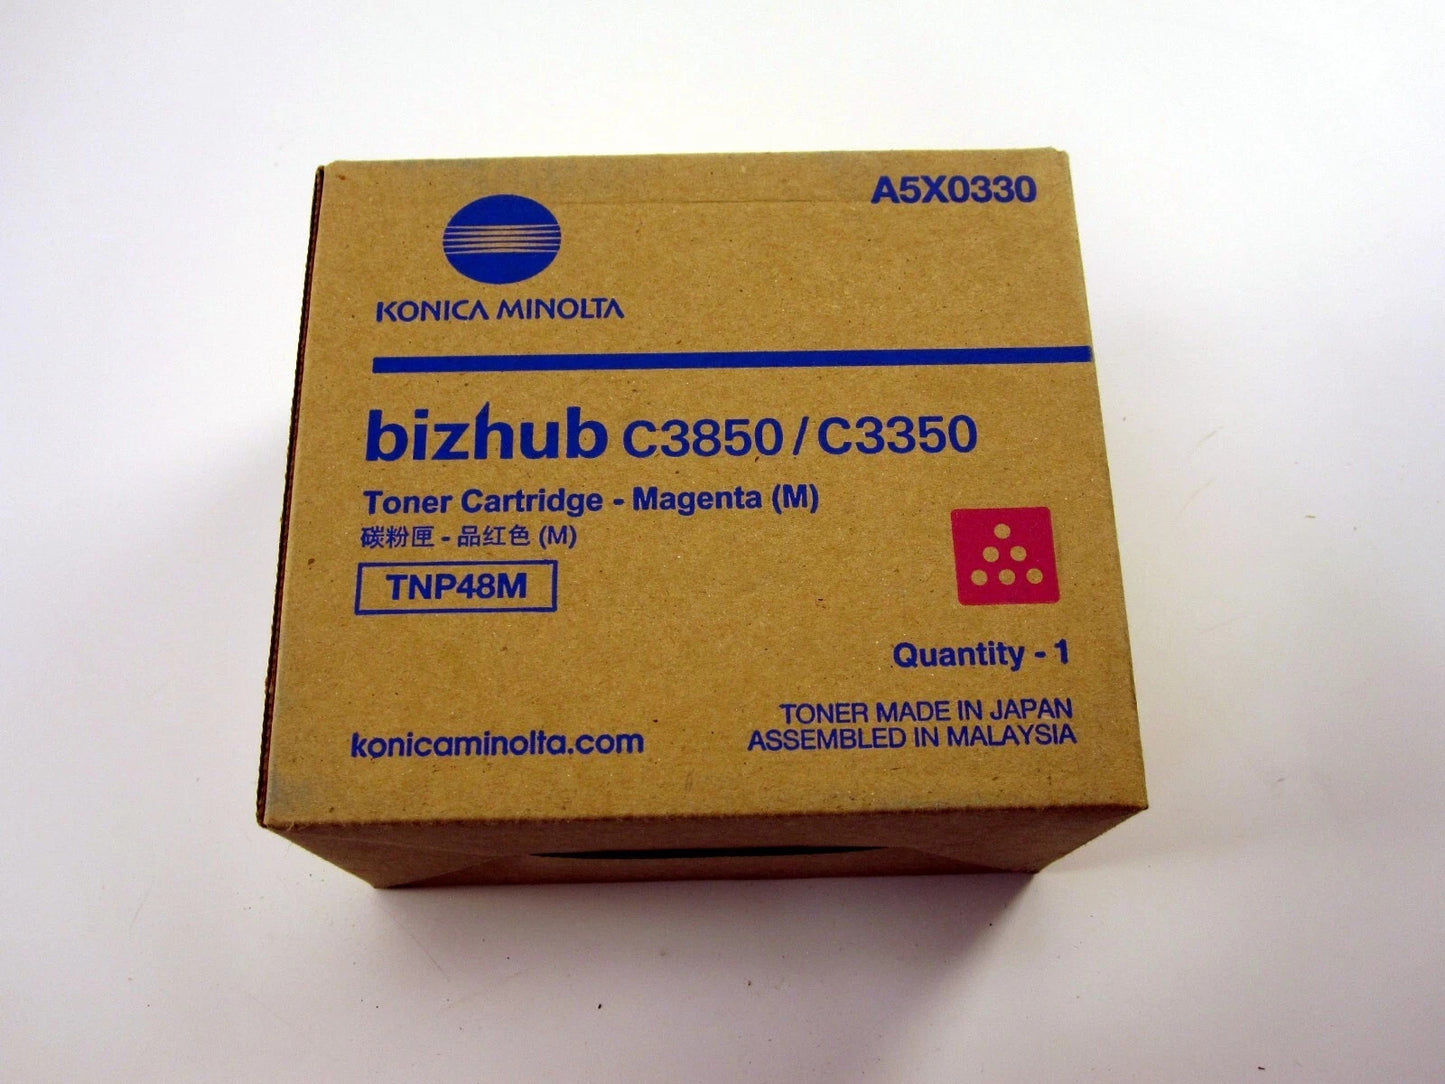 A5X0330
KONICA MINOLTA
bizhub C3850/C3350
Toner Cartridge - Magenta (M)
碳粉匣 - 品红色 (M)
TNP48M
Quantity - 1
TONER MADE IN JAPAN
ASSEMBLED IN MALAYSIA
konicaminolta.com